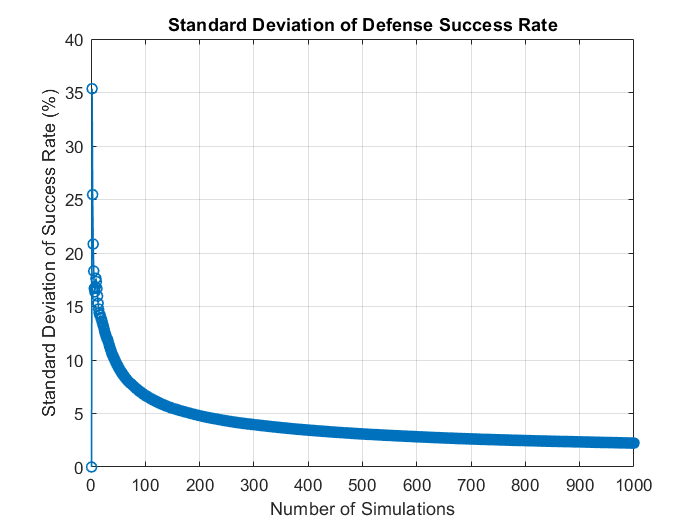 Standard Deviation of Defense Success Rate
Standard Deviation of Success Rate (%)
40
35
30
25
20
15
10
5
0
0 100 200 300 400 500 600 700 800 900 1000
Number of Simulations